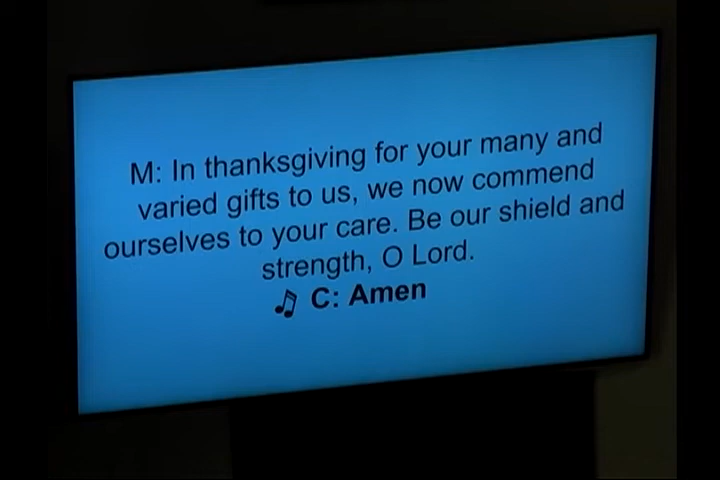 M: In thanksgiving for your many and
varied gifts to us, we now commend
ourselves to your care. Be our shield and
strength, O Lord.
♫ C: Amen